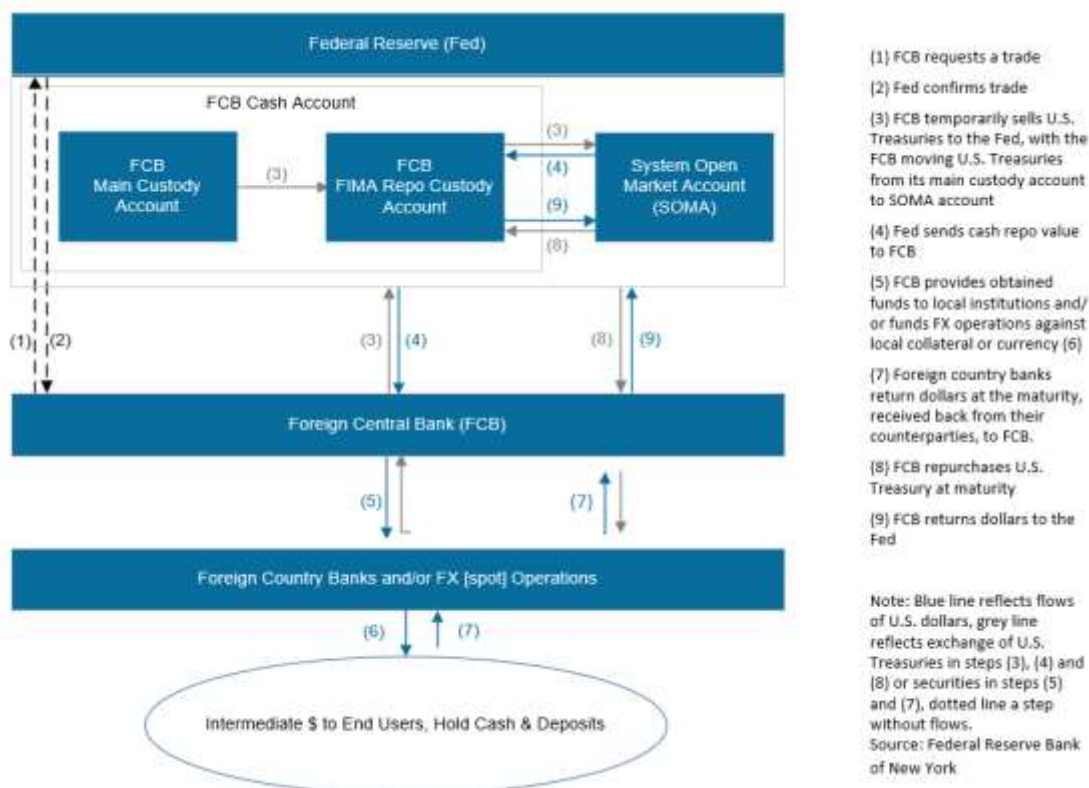 Federal Reserve (Fed)
FCB Cash Account
FCB
Main Custody
Account
(3)
FCB
FIMA Repo Custody
Account
(3)
(4)
(9)
(8)
System Open
Market Account
(SOMA)
(1)
(2)
(3)
(4)
(8)
(9)
Foreign Central Bank (FCB)
(5)
(7)
Foreign Country Banks and/or FX [spot] Operations
(6)
(7)
Intermediate $ to End Users, Hold Cash & Deposits
(1) FCB requests a trade
(2) Fed confirms trade
(3) FCB temporarily sells U.S.
Treasuries to the Fed, with the
FCB moving U.S. Treasuries
from its main custody account
to SOMA account
(4) Fed sends cash repo value
to FCB
(5) FCB provides obtained
funds to local institutions and/
or funds FX operations against
local collateral or currency (6)
(7) Foreign country banks
return dollars at the maturity,
received back from their
counterparties, to FCB.
(8) FCB repurchases U.S.
Treasury at maturity
(9) FCB returns dollars to the
Fed
Note: Blue line reflects flows
of U.S. dollars, grey line
reflects exchange of U.S.
Treasuries in steps (3), (4) and
(8) or securities in steps (5)
and (7), dotted line a step
without flows.
Source: Federal Reserve Bank
of New York